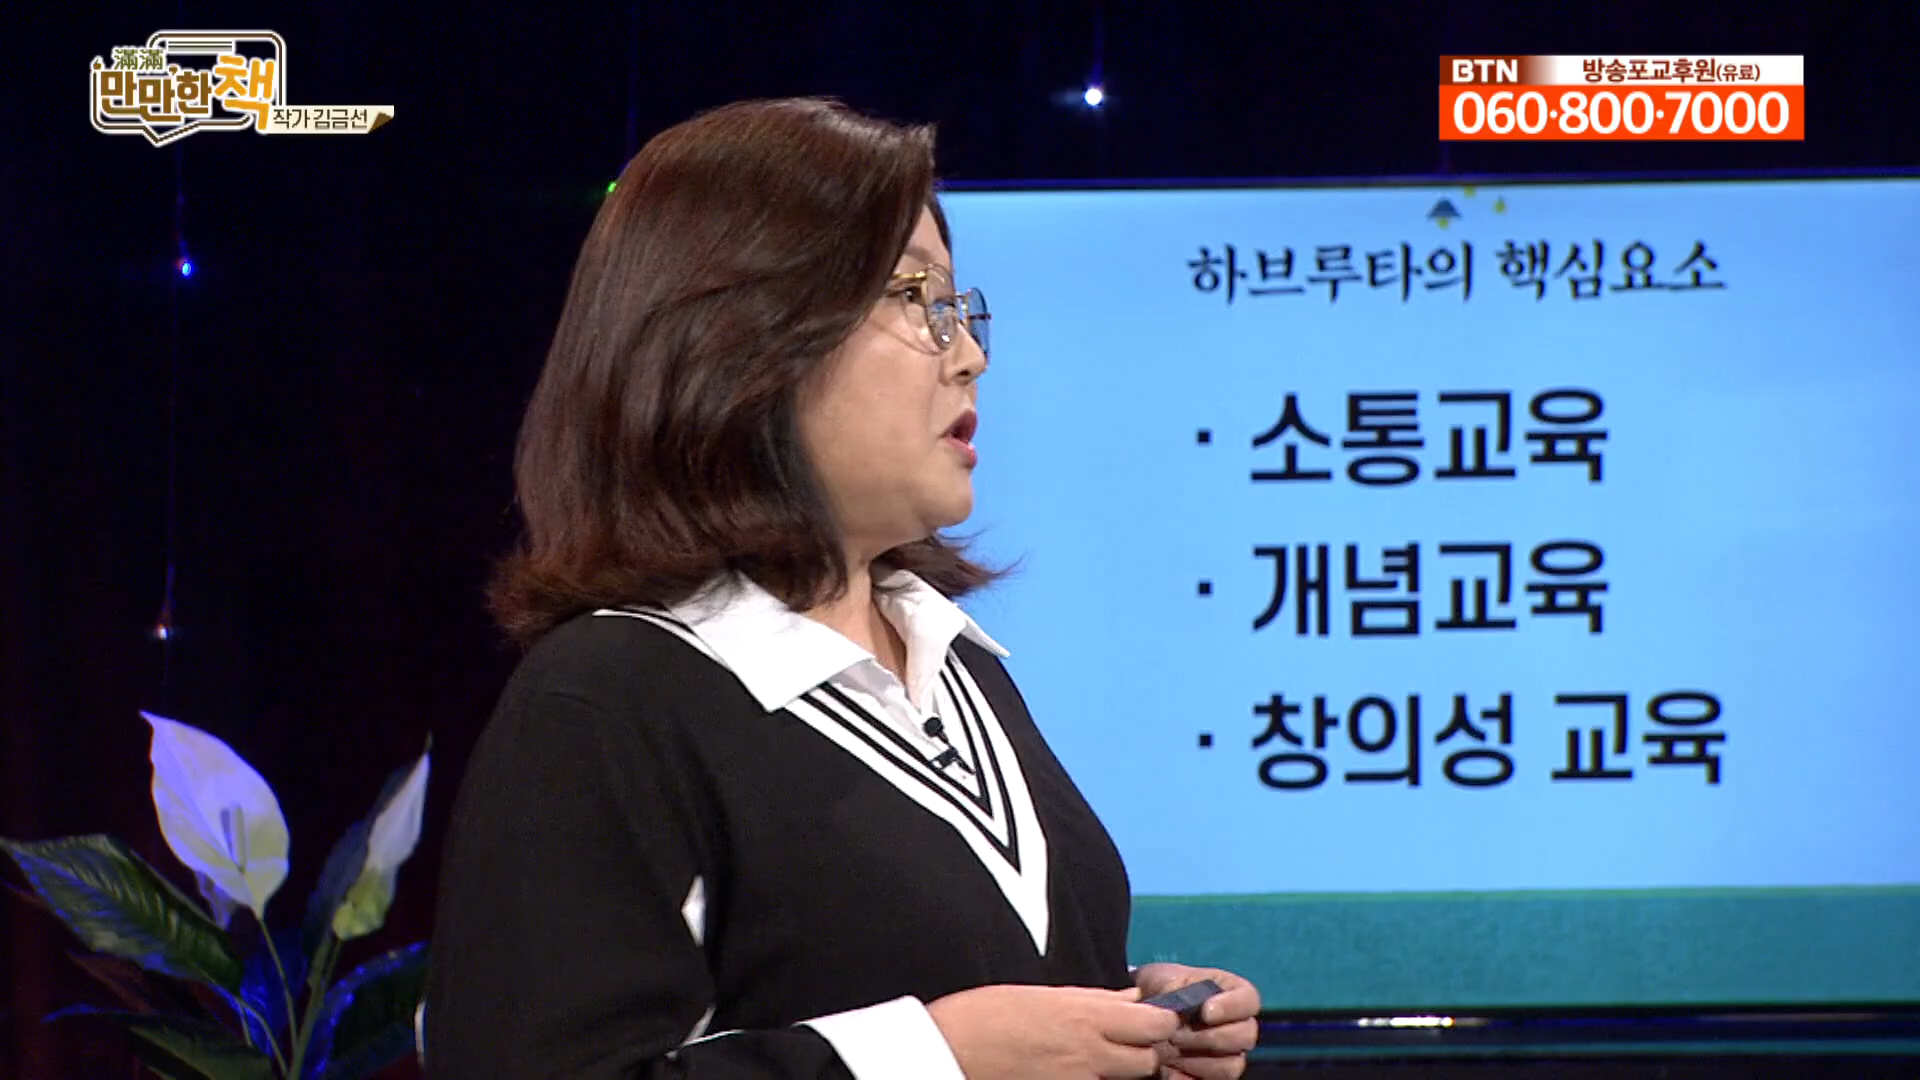 滿滿
'만만'한 책
작가 김금선
BTN 방송포교후원(유료)
060·800·7000
하브루타의 핵심요소
· 소통교육
· 개념교육
· 창의성 교육